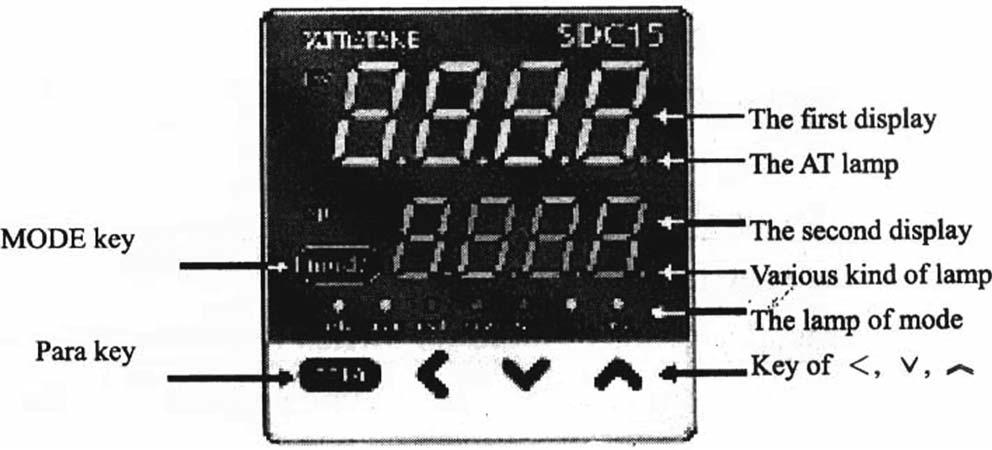 SDC15
The first display
The AT lamp
The second display
MODE key
mode
Various kind of lamp
The lamp of mode
Para key
Key of <, ∨, ︿